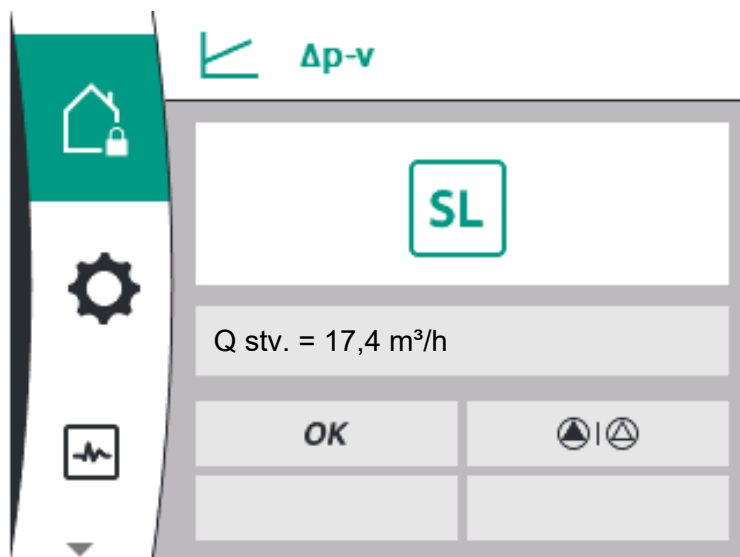 Δp-v
SL
Q stv. = 17,4 m³/h
OK